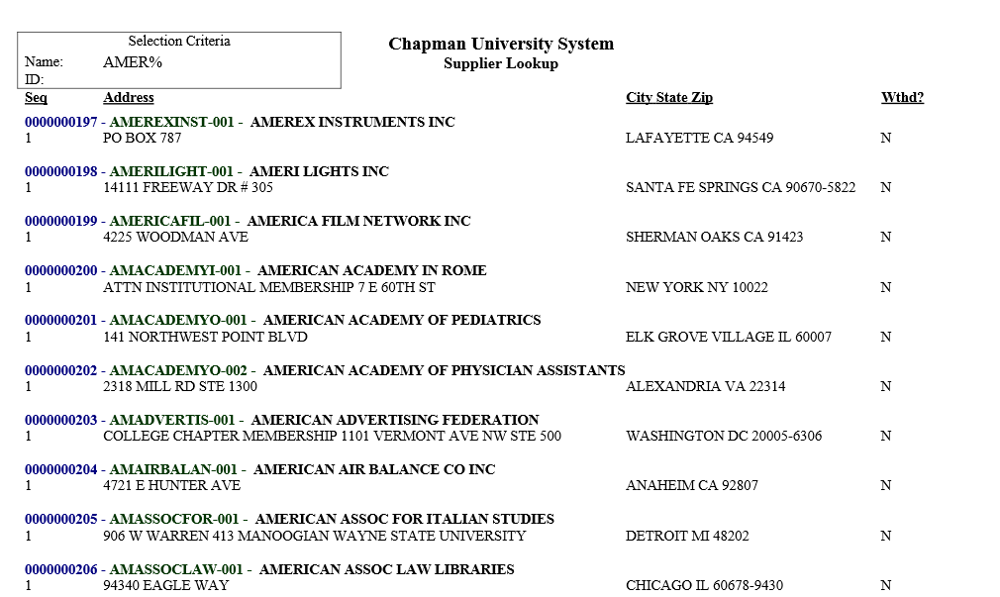 Selection Criteria
Name: AMER%
ID:
Chapman University System
Supplier Lookup
Seq Address City State Zip Wthd?
0000000197 - AMEREXINST-001 - AMEREX INSTRUMENTS INC
1 PO BOX 787 LAFAYETTE CA 94549 N
0000000198 - AMERILIGHT-001 - AMERI LIGHTS INC
1 14111 FREEWAY DR # 305 SANTA FE SPRINGS CA 90670-5822 N
0000000199 - AMERICAFIL-001 - AMERICA FILM NETWORK INC
1 4225 WOODMAN AVE SHERMAN OAKS CA 91423 N
0000000200 - AMACADEMYI-001 - AMERICAN ACADEMY IN ROME
1 ATTN INSTITUTIONAL MEMBERSHIP 7 E 60TH ST NEW YORK NY 10022 N
0000000201 - AMACADEMYO-001 - AMERICAN ACADEMY OF PEDIATRICS
1 141 NORTHWEST POINT BLVD ELK GROVE VILLAGE IL 60007 N
0000000202 - AMACADEMYO-002 - AMERICAN ACADEMY OF PHYSICIAN ASSISTANTS
1 2318 MILL RD STE 1300 ALEXANDRIA VA 22314 N
0000000203 - AMADVERTIS-001 - AMERICAN ADVERTISING FEDERATION
1 COLLEGE CHAPTER MEMBERSHIP 1101 VERMONT AVE NW STE 500 WASHINGTON DC 20005-6306 N
0000000204 - AMAIRBALAN-001 - AMERICAN AIR BALANCE CO INC
1 4721 E HUNTER AVE ANAHEIM CA 92807 N
0000000205 - AMASSOCFOR-001 - AMERICAN ASSOC FOR ITALIAN STUDIES
1 906 W WARREN 413 MANOOGIAN WAYNE STATE UNIVERSITY DETROIT MI 48202 N
0000000206 - AMASSOCLAW-001 - AMERICAN ASSOC LAW LIBRARIES
1 94340 EAGLE WAY CHICAGO IL 60678-9430 N